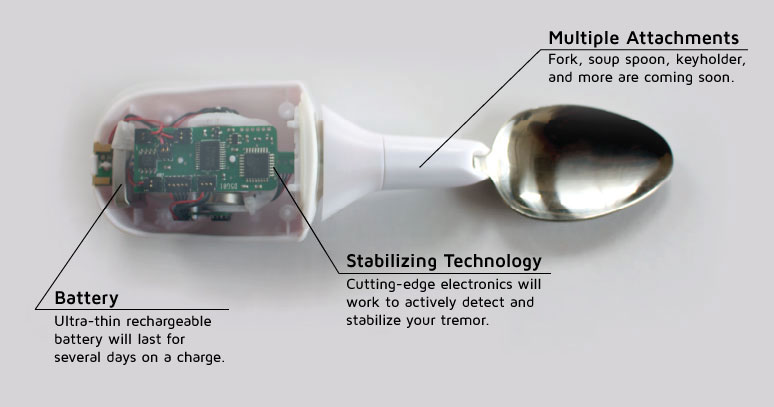 Multiple Attachments
Fork, soup spoon, keyholder,
and more are coming soon.
Stabilizing Technology
Cutting-edge electronics will
work to actively detect and
stabilize your tremor.
Battery
Ultra-thin rechargeable
battery will last for
several days on a charge.